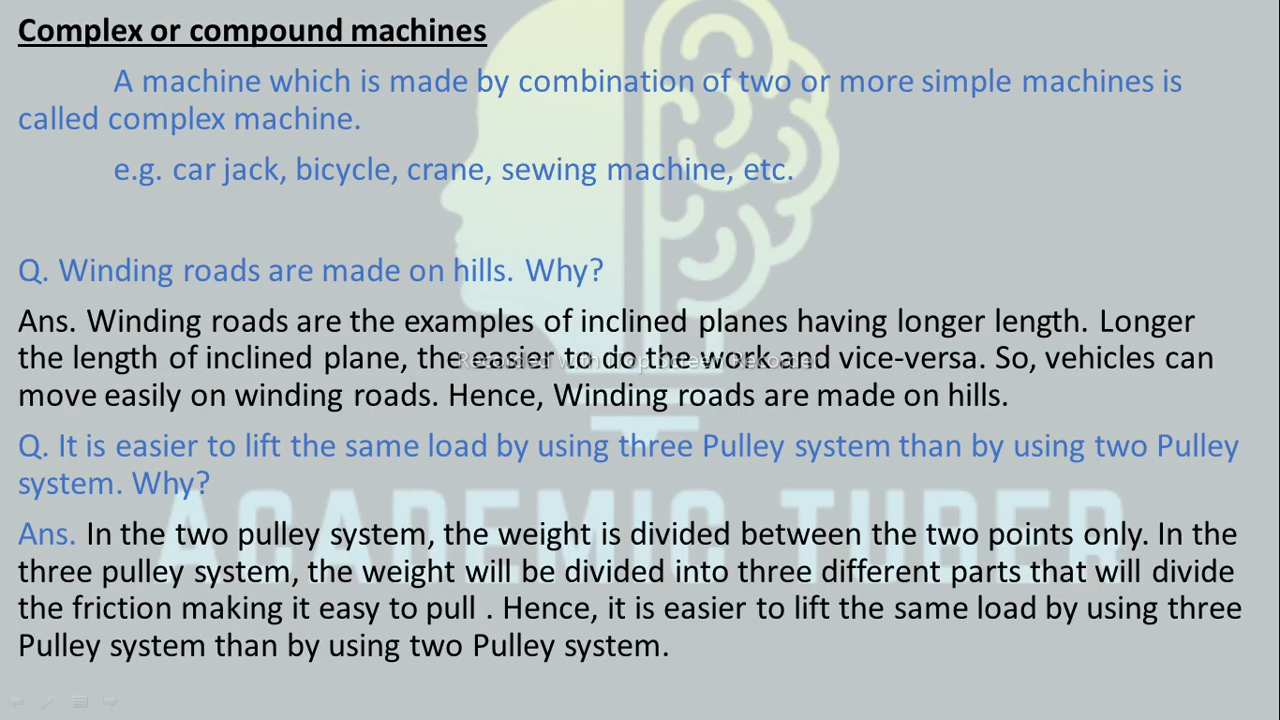 Complex or compound machines
A machine which is made by combination of two or more simple machines is
called complex machine.
e.g. car jack, bicycle, crane, sewing machine, etc.
Q. Winding roads are made on hills. Why?
Ans. Winding roads are the examples of inclined planes having longer length. Longer
the length of inclined plane, the easier to do the work and vice-versa. So, vehicles can
Recorded with iTop Screen Recorder
move easily on winding roads. Hence, Winding roads are made on hills.
Q. It is easier to lift the same load by using three Pulley system than by using two Pulley
system. Why?
ACADEMIC TUBER
Ans. In the two pulley system, the weight is divided between the two points only. In the
three pulley system, the weight will be divided into three different parts that will divide
the friction making it easy to pull . Hence, it is easier to lift the same load by using three
Pulley system than by using two Pulley system.